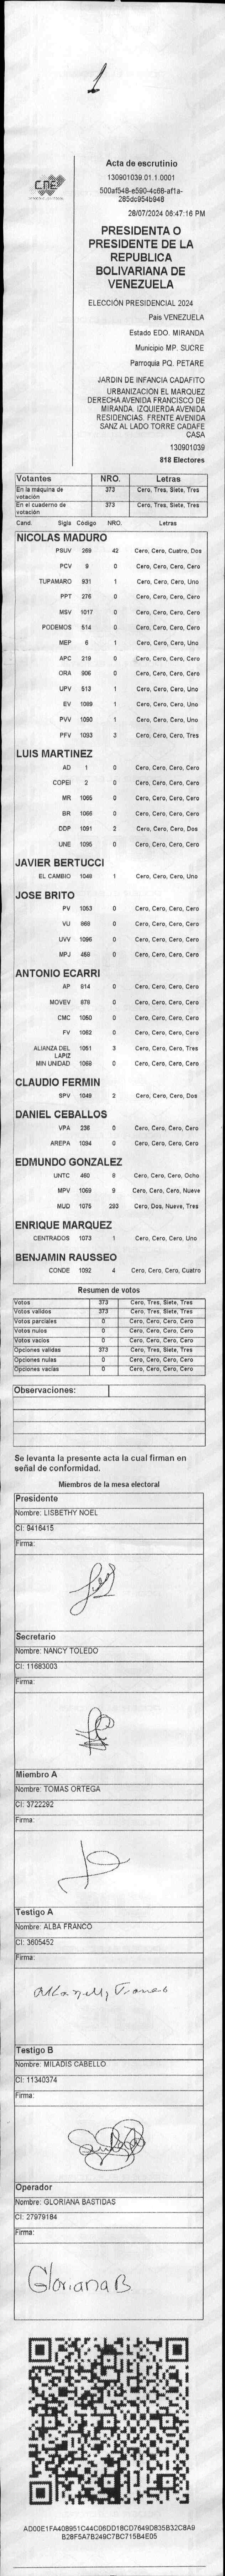 1
CNE
Acta de escrutinio
130901039.01.1.0001
500af548-e590-4c68-af1a-
285dc954b948
28/07/2024 06:47:16 PM
PRESIDENTA O
PRESIDENTE DE LA
REPUBLICA
BOLIVARIANA DE
VENEZUELA
ELECCIÓN PRESIDENCIAL 2024
País VENEZUELA
Estado EDO. MIRANDA
Municipio MP. SUCRE
Parroquia PQ. PETARE
JARDIN DE INFANCIA CADAFITO
URBANIZACIÓN EL MARQUEZ
DERECHA AVENIDA FRANCISCO DE
MIRANDA. IZQUIERDA AVENIDA
RESIDENCIAS. FRENTE AVENIDA
SANZ AL LADO TORRE CADAFE
CASA
130901039
818 Electores
Votantes NRO. Letras
En la máquina de votación 373 Cero, Tres, Siete, Tres
En el cuaderno de votación 373 Cero, Tres, Siete, Tres
Cand. Sigla Código NRO. Letras
NICOLAS MADURO
PSUV 269 42 Cero, Cero, Cuatro, Dos
PCV 9 0 Cero, Cero, Cero, Cero
TUPAMARO 931 1 Cero, Cero, Cero, Uno
PPT 276 0 Cero, Cero, Cero, Cero
MSV 1017 0 Cero, Cero, Cero, Cero
PODEMOS 514 0 Cero, Cero, Cero, Cero
MEP 6 1 Cero, Cero, Cero, Uno
APC 219 0 Cero, Cero, Cero, Cero
ORA 906 0 Cero, Cero, Cero, Cero
UPV 513 1 Cero, Cero, Cero, Uno
EV 1089 1 Cero, Cero, Cero, Uno
PVV 1090 1 Cero, Cero, Cero, Uno
PFV 1093 3 Cero, Cero, Cero, Tres
LUIS MARTINEZ
AD 1 0 Cero, Cero, Cero, Cero
COPEI 2 0 Cero, Cero, Cero, Cero
MR 1065 0 Cero, Cero, Cero, Cero
BR 1066 0 Cero, Cero, Cero, Cero
DDP 1091 2 Cero, Cero, Cero, Dos
UNE 1095 0 Cero, Cero, Cero, Cero
JAVIER BERTUCCI
EL CAMBIO 1048 1 Cero, Cero, Cero, Uno
JOSE BRITO
PV 1053 0 Cero, Cero, Cero, Cero
VU 868 0 Cero, Cero, Cero, Cero
UVV 1096 0 Cero, Cero, Cero, Cero
MPJ 459 0 Cero, Cero, Cero, Cero
ANTONIO ECARRI
AP 814 0 Cero, Cero, Cero, Cero
MOVEV 678 0 Cero, Cero, Cero, Cero
CMC 1050 0 Cero, Cero, Cero, Cero
FV 1062 0 Cero, Cero, Cero, Cero
ALIANZA DEL LAPIZ 1051 3 Cero, Cero, Cero, Tres
MIN UNIDAD 1068 0 Cero, Cero, Cero, Cero
CLAUDIO FERMIN
SPV 1046 2 Cero, Cero, Cero, Dos
DANIEL CEBALLOS
VPA 236 0 Cero, Cero, Cero, Cero
AREPA 1094 0 Cero, Cero, Cero, Cero
EDMUNDO GONZALEZ
UNTC 460 8 Cero, Cero, Cero, Ocho
MPV 1069 9 Cero, Cero, Cero, Nueve
MUD 1075 293 Cero, Dos, Nueve, Tres
ENRIQUE MARQUEZ
CENTRADOS 1073 1 Cero, Cero, Cero, Uno
BENJAMIN RAUSSEO
CONDE 1092 4 Cero, Cero, Cero, Cuatro
Resumen de votos
Votos 373 Cero, Tres, Siete, Tres
Votos validos 373 Cero, Tres, Siete, Tres
Votos parciales 0 Cero, Cero, Cero, Cero
Votos nulos 0 Cero, Cero, Cero, Cero
Votos vacíos 0 Cero, Cero, Cero, Cero
Opciones validas 373 Cero, Tres, Siete, Tres
Opciones nulas 0 Cero, Cero, Cero, Cero
Opciones vacías 0 Cero, Cero, Cero, Cero
Observaciones:
Se levanta la presente acta la cual firman en
señal de conformidad.
Miembros de la mesa electoral
Presidente
Nombre: LISBETHY NOEL
CI: 9416415
Firma:
Secretario
Nombre: NANCY TOLEDO
CI: 11683003
Firma:
Miembro A
Nombre: TOMAS ORTEGA
CI: 3722292
Firma:
Testigo A
Nombre: ALBA FRANCO
CI: 3605452
Firma:
Testigo B
Nombre: MILADIS CABELLO
CI: 11340374
Firma:
Operador
Nombre: GLORIANA BASTIDAS
CI: 27979184
Firma:
Gloriana B
AD00E1FA408951C44C06DD18CD7649D835B32C8A9
B28F5A7B249C7BC715B4E05